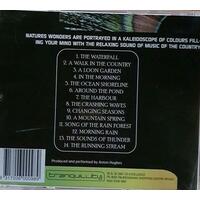 NATURES WONDERS ARE PORTRAYED IN A KALEIDOSCOPE OF COLOURS FILL-
ING YOUR MIND WITH THE RELAXING SOUND OF MUSIC OF THE COUNTRY
1. THE WATERFALL
2. A WALK IN THE COUNTRY
3. A LOON GARDEN
4. IN THE MORNING
5. THE OCEAN SHORELINE
6. AROUND THE POND
7. THE HARBOUR
8. THE CRASHING WAVES
9. CHANGING SEASONS
10. A MOUNTAIN STREAM
11. SONG OF THE RAIN FOREST
12. MORNING RAIN
13. THE SOUNDS OF THUNDER
14. THE RUNNING STREAM
Produced and performed by Anton Hughes
tranquility